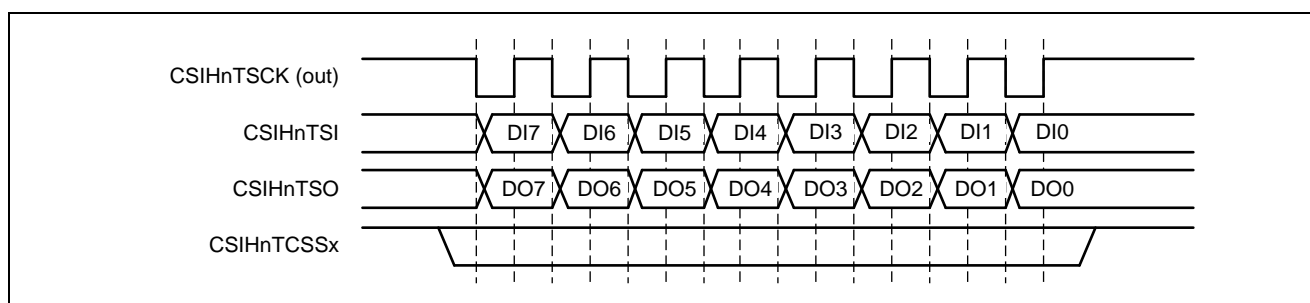 CSIHnTSCK (out)
CSIHnTSI DI7 DI6 DI5 DI4 DI3 DI2 DI1 DI0
CSIHnTSO DO7 DO6 DO5 DO4 DO3 DO2 DO1 DO0
CSIHnTCSSx